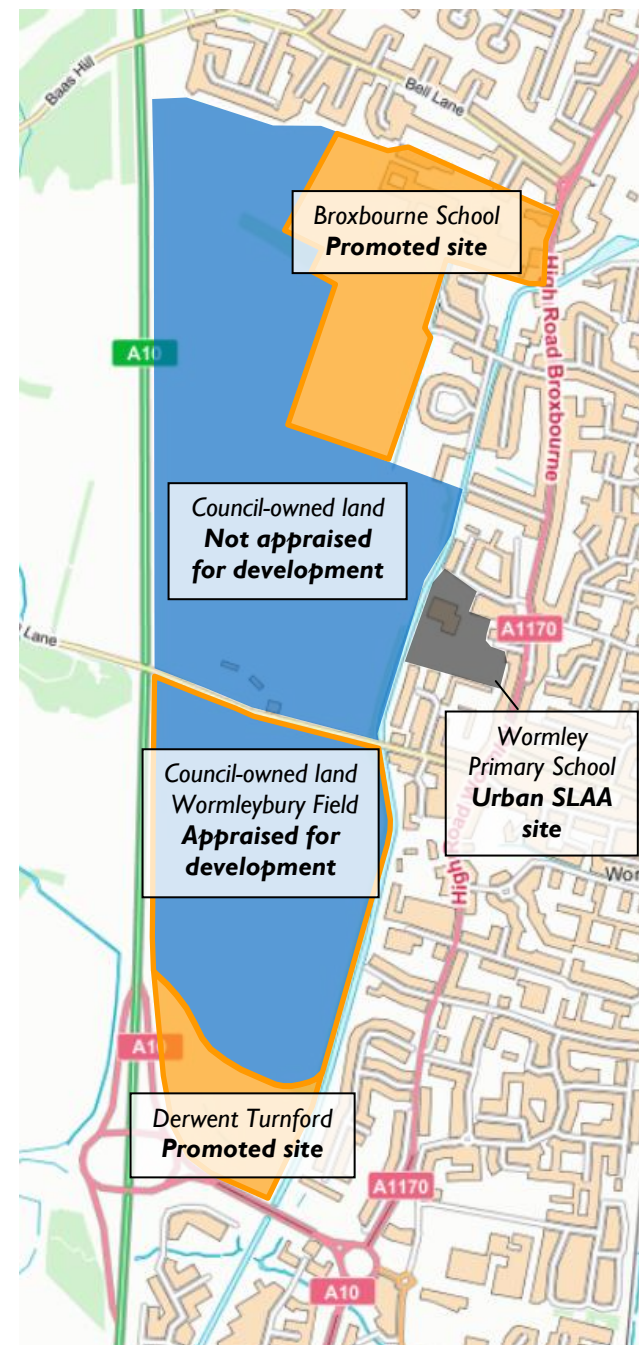 Baas Hill
Bell Lane
Broxbourne School
Promoted site
High Road Broxbourne
A10
Council-owned land
Not appraised
for development
Lane
A1170
Council-owned land
Wormleybury Field
Appraised for
development
Wormley
Primary School
Urban SLAA
site
High Road
Wor
A10
Derwent Turnford
Promoted site
A1170
A10